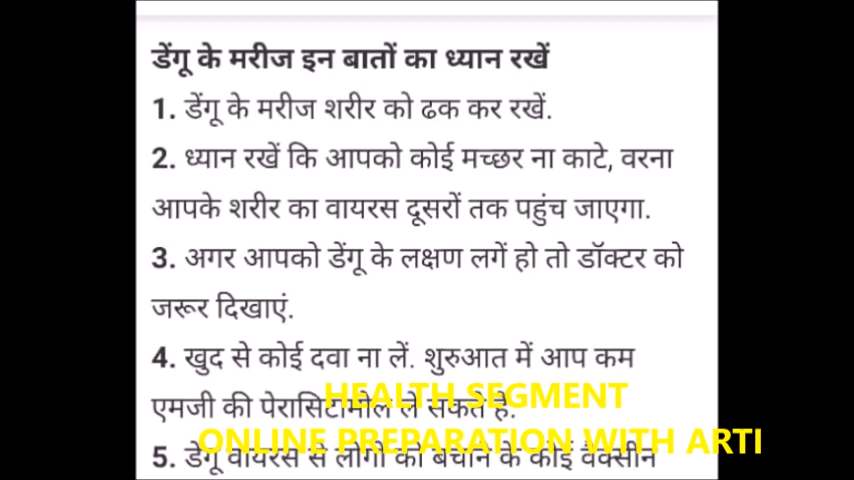 डेंगू के मरीज इन बातों का ध्यान रखें
1. डेंगू के मरीज शरीर को ढक कर रखें.
2. ध्यान रखें कि आपको कोई मच्छर ना काटे, वरना
आपके शरीर का वायरस दूसरों तक पहुंच जाएगा.
3. अगर आपको डेंगू के लक्षण लगें हो तो डॉक्टर को
जरूर दिखाएं.
4. खुद से कोई दवा ना लें. शुरुआत में आप कम
एमजी की पेरासिटामोल ले सकते है.
HEALTH SEGMENT
ONLINE PREPARATION WITH ARTI
5. डेंगू वायरस से लोगों को बचाने के कोई वैक्सीन